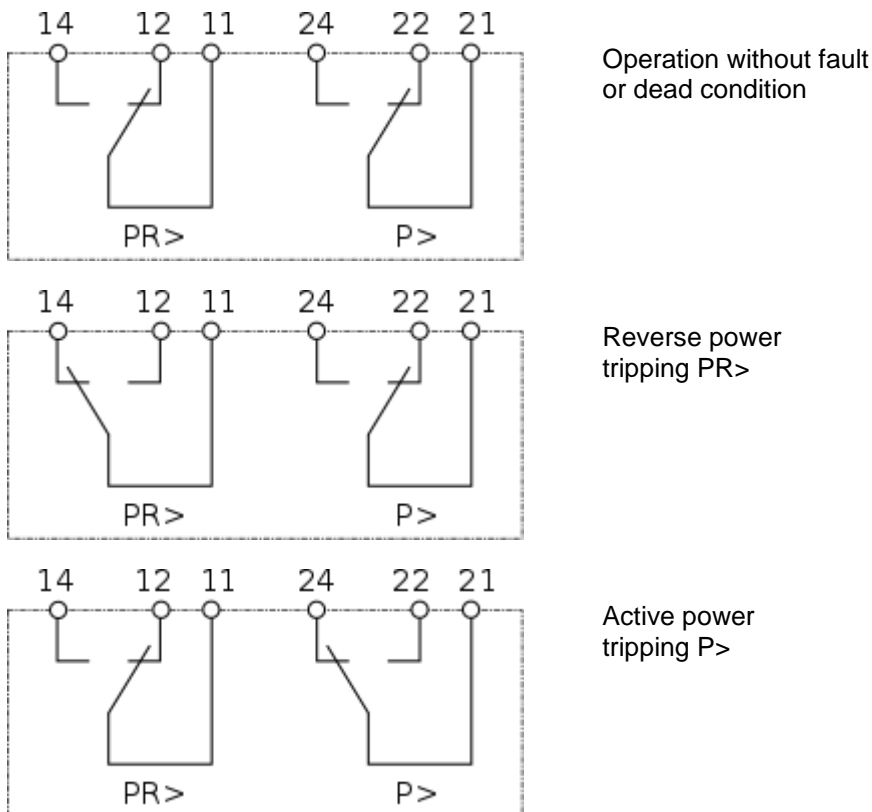 14 12 11 24 22 21
Operation without fault
or dead condition
PR> P>
14 12 11 24 22 21
Reverse power
tripping PR>
PR> P>
14 12 11 24 22 21
Active power
tripping P>
PR> P>